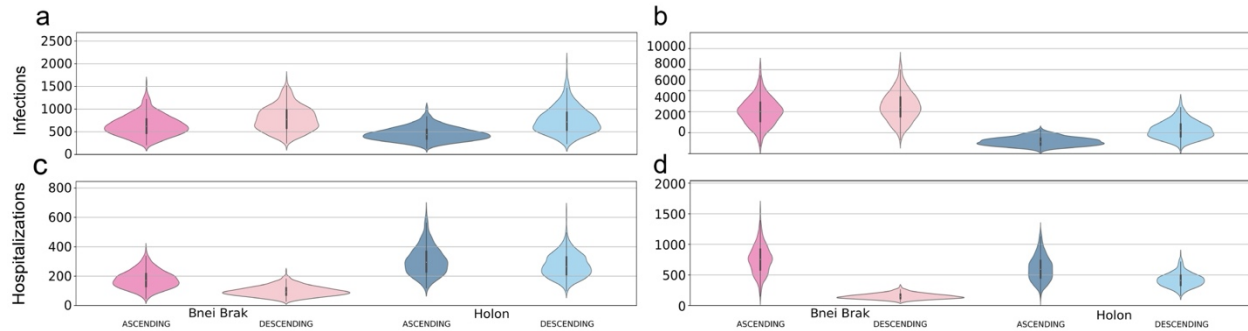 a
b
Infections
2500
2000
1500
1000
500
0
10000
8000
6000
4000
2000
0
c
d
Hospitalizations
800
600
400
200
0
2000
1500
1000
500
0
Bnei Brak Holon
ASCENDING DESCENDING ASCENDING DESCENDING
Bnei Brak Holon
ASCENDING DESCENDING ASCENDING DESCENDING